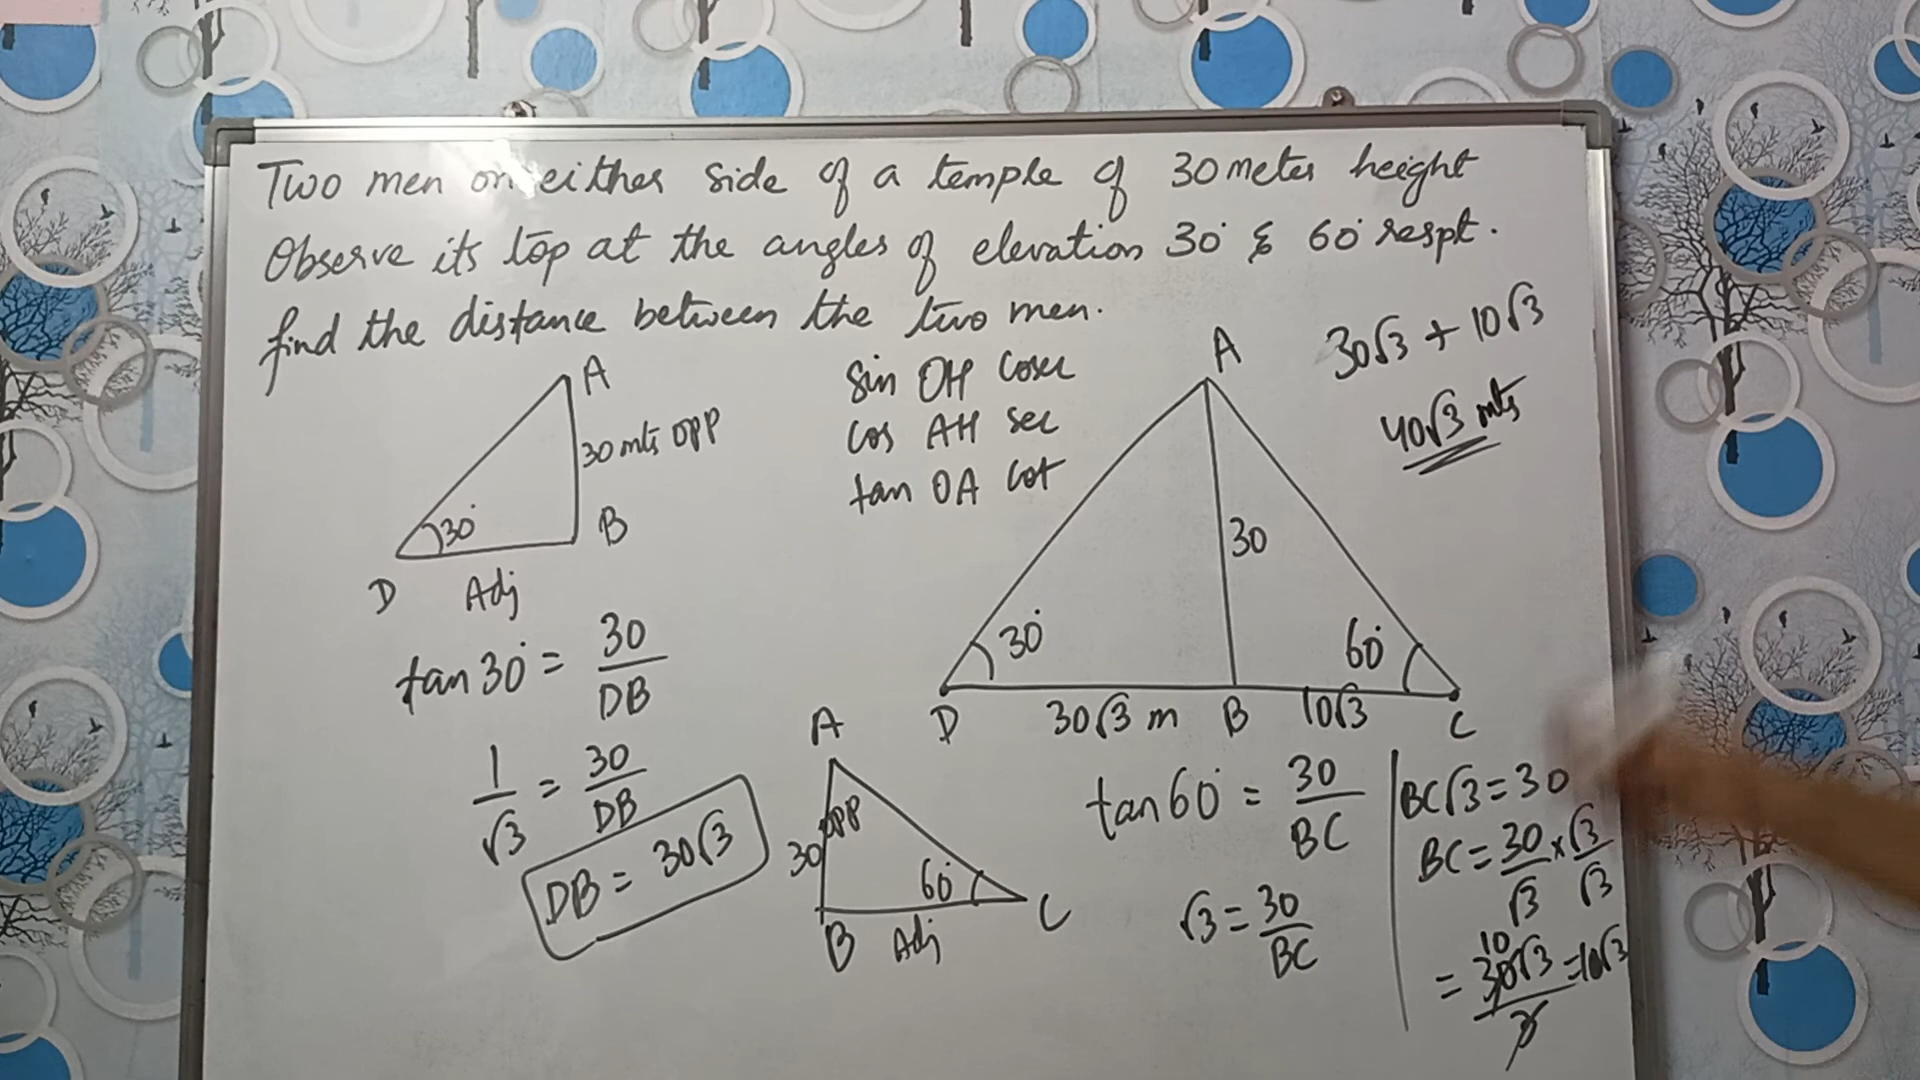 Two men on either side of a temple of 30 meter height
Observe its top at the angles of elevation 30° & 60° respt.
find the distance between the two men.
A
30 mts opp
30°
B
D
Adj
tan 30° = 30/DB
1/√3 = 30/DB
DB = 30√3
sin OH cosec
cos AH sec
tan OA cot
A
30
30°
60°
D
30√3 m
B
10√3
C
30√3 + 10√3
40√3 mts
A
opp
30
60°
B
Adj
C
tan 60° = 30/BC
√3 = 30/BC
BC√3 = 30
BC = 30/√3 × √3/√3
10
= 30√3/3 = 10√3